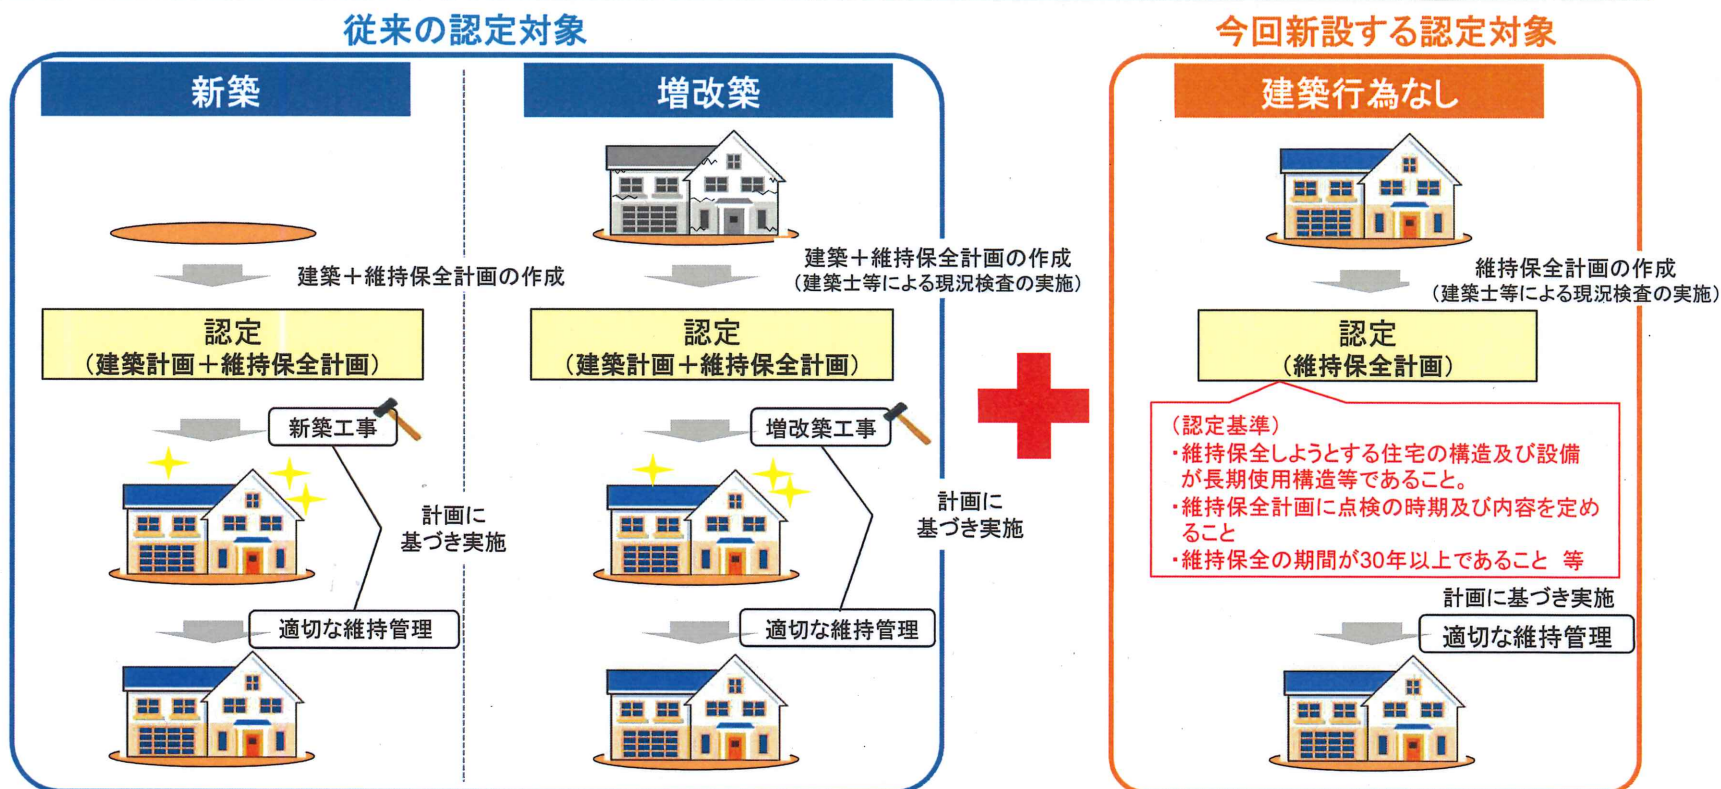 従来の認定対象
新築
建築＋維持保全計画の作成
認定
（建築計画＋維持保全計画）
新築工事
計画に
基づき実施
適切な維持管理
増改築
建築＋維持保全計画の作成
（建築士等による現況検査の実施）
認定
（建築計画＋維持保全計画）
増改築工事
計画に
基づき実施
適切な維持管理
今回新設する認定対象
建築行為なし
維持保全計画の作成
（建築士等による現況検査の実施）
認定
（維持保全計画）
（認定基準）
・維持保全しようとする住宅の構造及び設備
が長期使用構造等であること。
・維持保全計画に点検の時期及び内容を定め
ること
・維持保全の期間が30年以上であること 等
計画に基づき実施
適切な維持管理